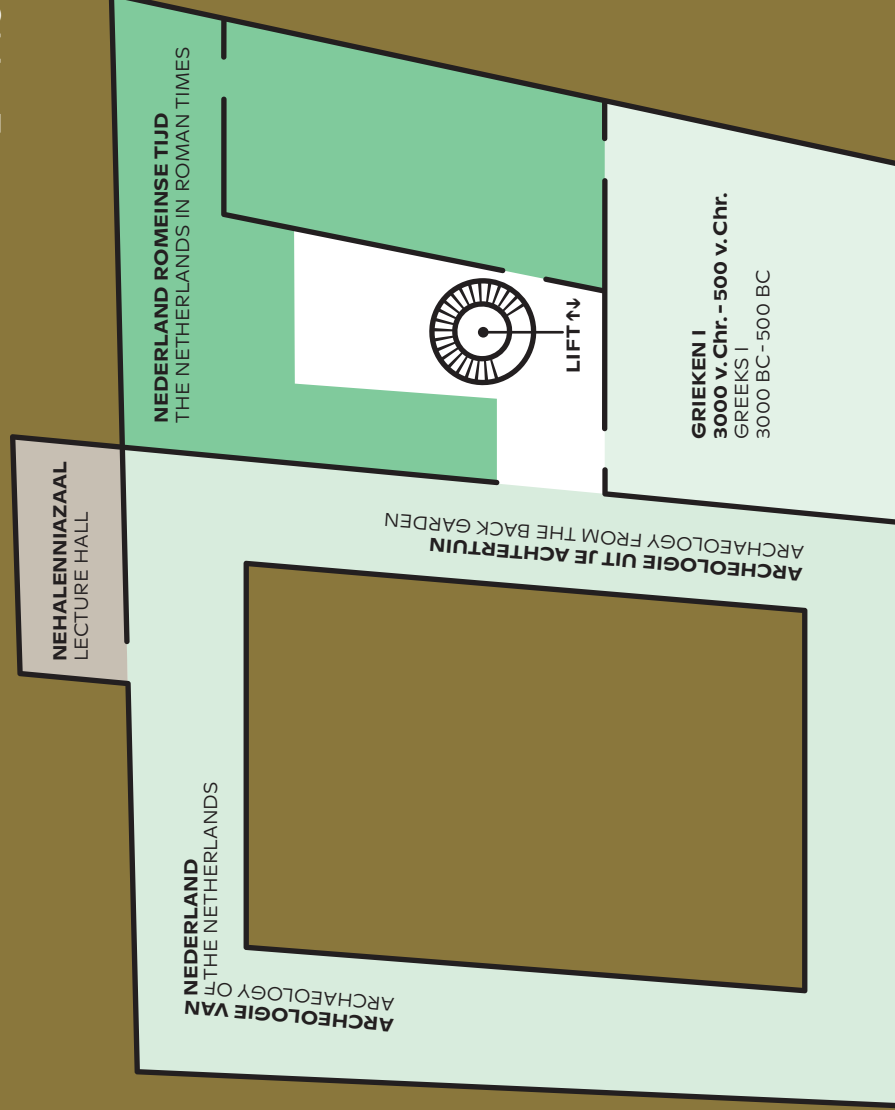 NEDERLAND ROMEINSE TIJD
THE NETHERLANDS IN ROMAN TIMES
LIFT
GRIEKEN I
3000 v. Chr. - 500 v. Chr.
GREEKS I
3000 BC - 500 BC
NEHALENNIAZAAL
LECTURE HALL
ARCHEOLOGIE UIT JE ACHTERTUIN
ARCHAEOLOGY FROM THE BACK GARDEN
ARCHEOLOGIE VAN NEDERLAND
ARCHAEOLOGY OF THE NETHERLANDS